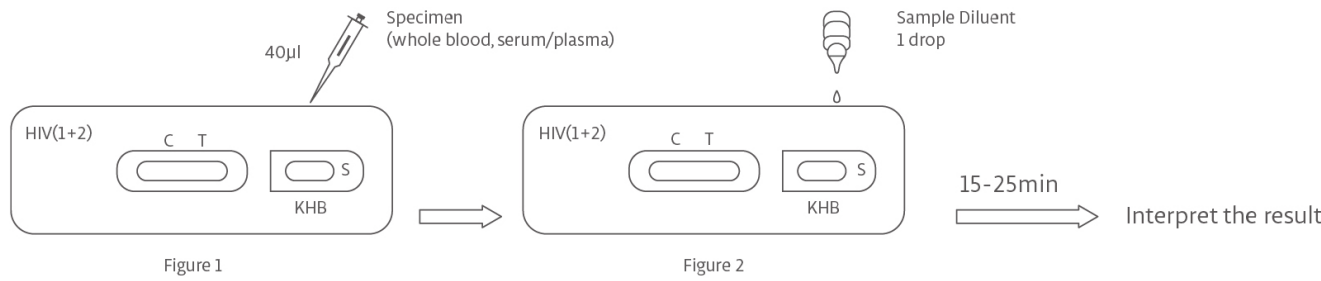 Specimen
(whole blood, serum/plasma)
40µl
HIV(1+2)
C T
S
KHB
Figure 1
Sample Diluent
1 drop
HIV(1+2)
C T
S
KHB
Figure 2
15-25min
Interpret the result